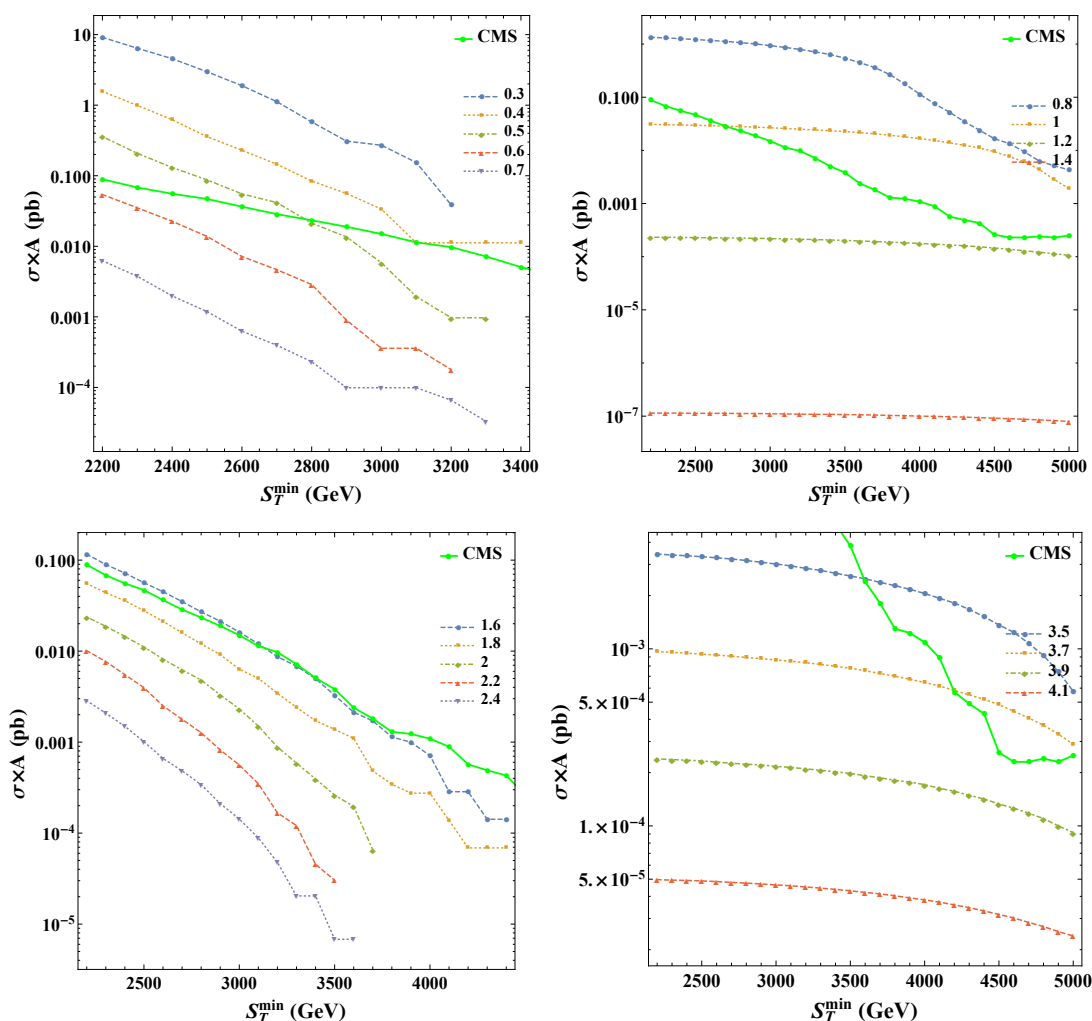 CMS
0.3
0.4
0.5
0.6
0.7
10
1
0.100
0.010
0.001
10⁻⁴
σ×A (pb)
2200 2400 2600 2800 3000 3200 3400
S_T^min (GeV)
CMS
0.8
1
1.2
1.4
0.100
0.001
10⁻⁵
10⁻⁷
σ×A (pb)
2500 3000 3500 4000 4500 5000
S_T^min (GeV)
CMS
1.6
1.8
2
2.2
2.4
0.100
0.010
0.001
10⁻⁴
10⁻⁵
σ×A (pb)
2500 3000 3500 4000
S_T^min (GeV)
CMS
3.5
3.7
3.9
4.1
10⁻³
5.×10⁻⁴
1.×10⁻⁴
5.×10⁻⁵
σ×A (pb)
2500 3000 3500 4000 4500 5000
S_T^min (GeV)